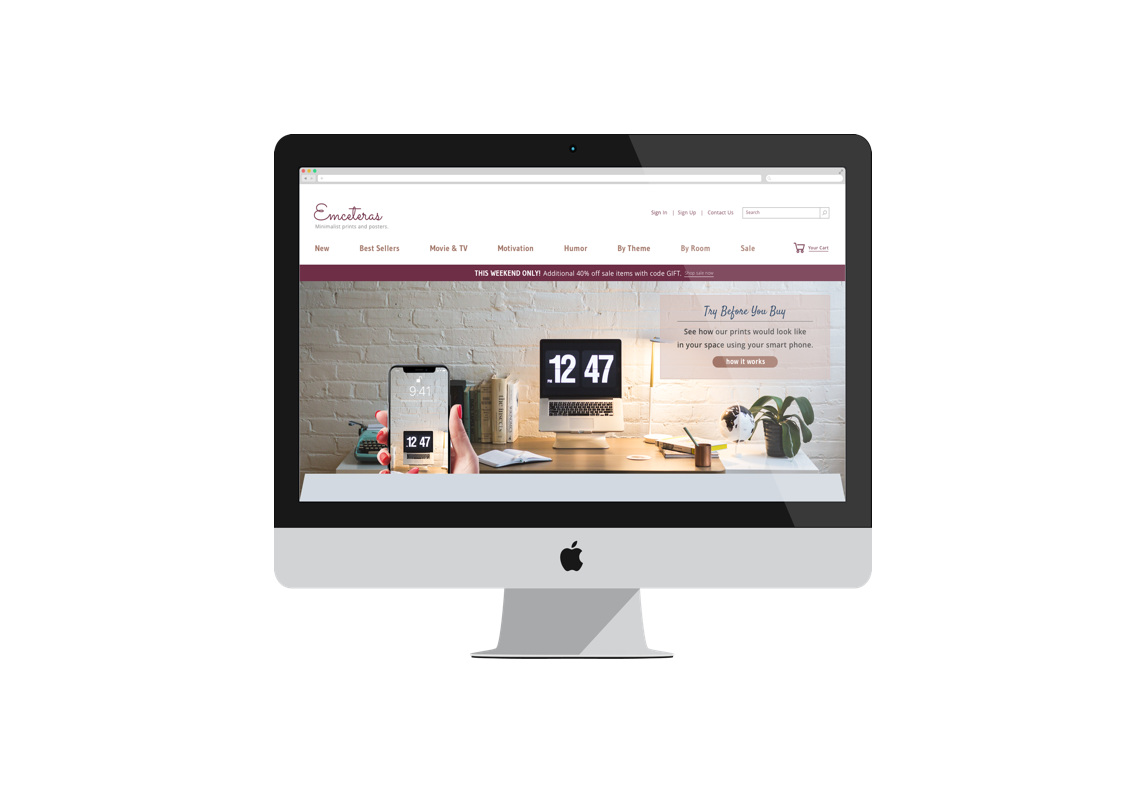 Emceteras
Minimalist prints and posters.
Sign In | Sign Up | Contact Us
Search
New Best Sellers Movie & TV Motivation Humor By Theme By Room Sale Your Cart
THIS WEEKEND ONLY! Additional 40% off sale items with code GIFT. Shop sale now
Try Before You Buy
See how our prints would look like
in your space using your smart phone.
how it works
12 47
9:41
12 47